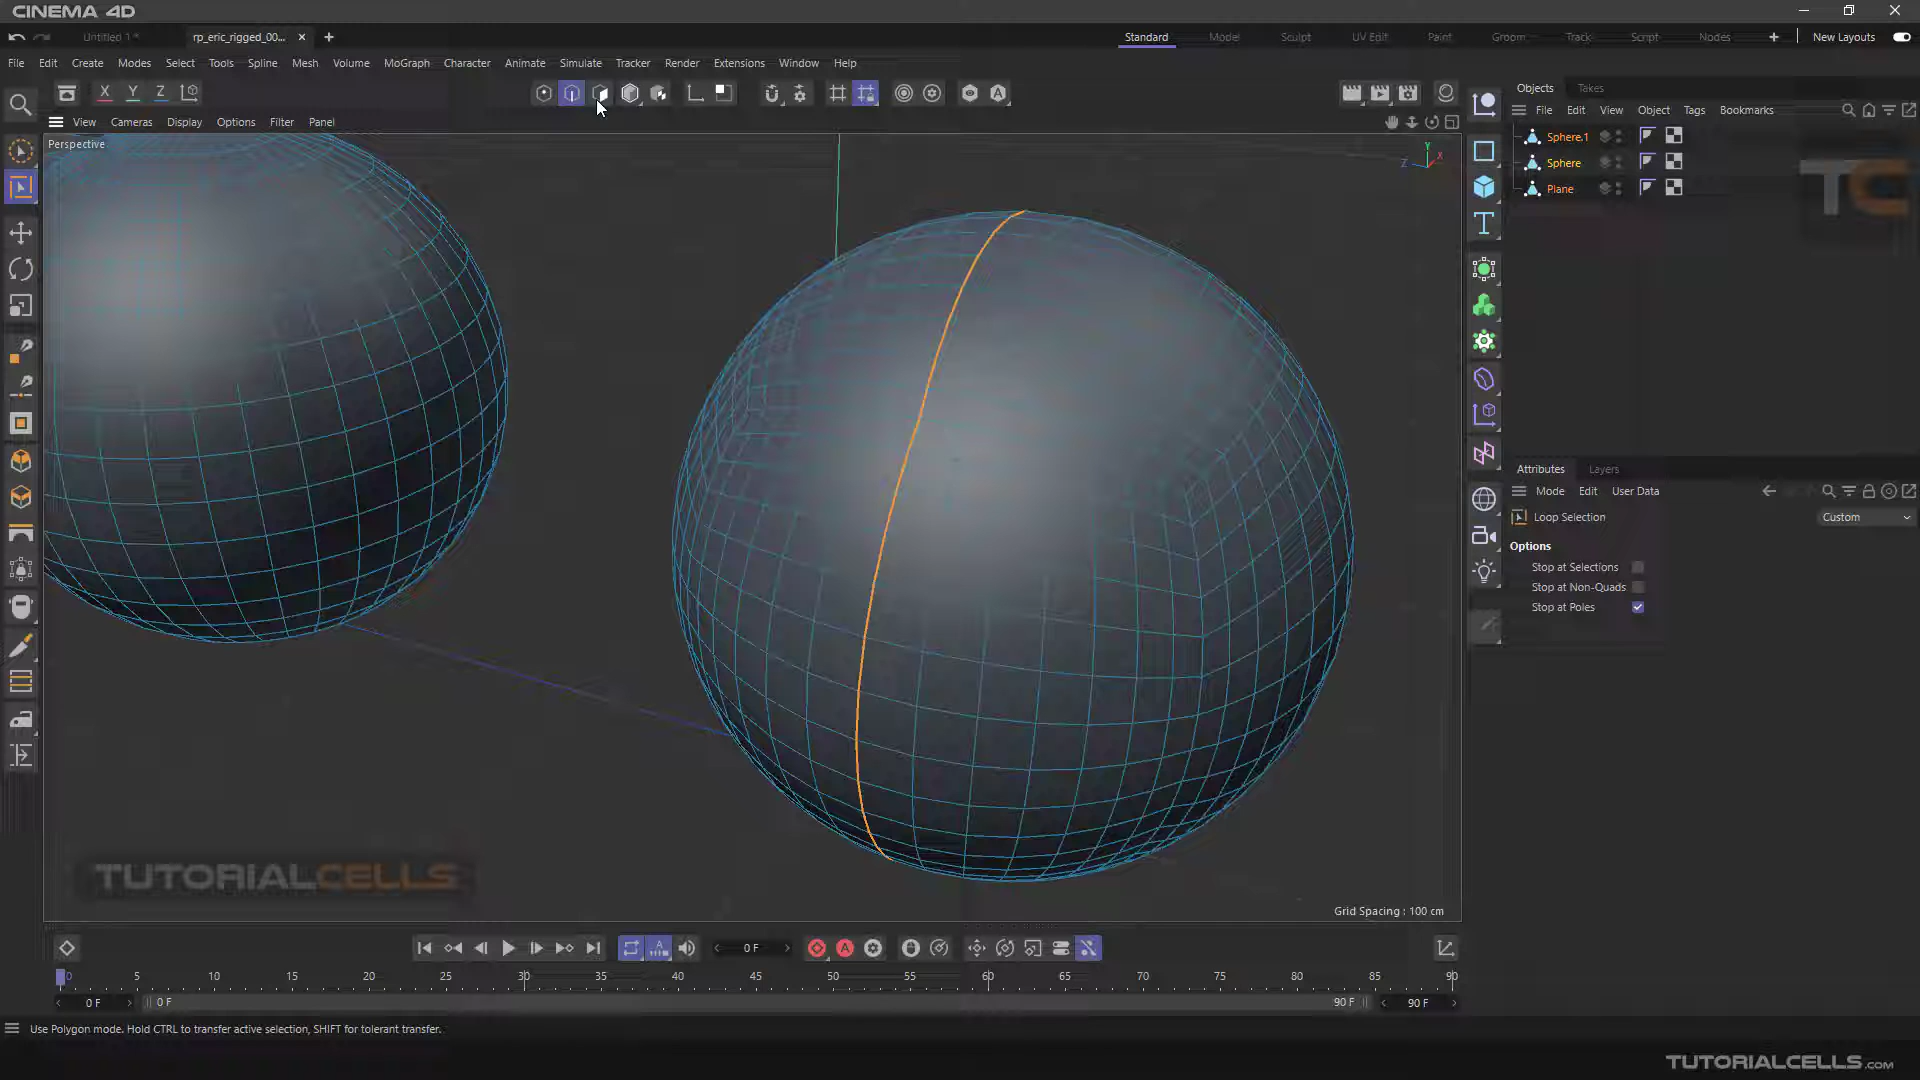 CINEMA 4D
Untitled 1 *
rp_eric_rigged_00...
Standard
Model
Sculpt
UV Edit
Paint
Groom
Track
Script
Nodes
New Layouts
File Edit Create Modes Select Tools Spline Mesh Volume MoGraph Character Animate Simulate Tracker Render Extensions Window Help
X Y Z
View Cameras Display Options Filter Panel
Perspective
Y
X
Z
Objects Takes
File Edit View Object Tags Bookmarks
Sphere.1
Sphere
Plane
TC
Attributes Layers
Mode Edit User Data
Loop Selection
Custom
Options
Stop at Selections
Stop at Non-Quads
Stop at Poles
TUTORIALCELLS
Grid Spacing : 100 cm
0 F
0 5 10 15 20 25 30 35 40 45 50 55 60 65 70 75 80 85 90
0 F
0 F
90 F
90 F
Use Polygon mode. Hold CTRL to transfer active selection, SHIFT for tolerant transfer.
TUTORIALCELLS.com